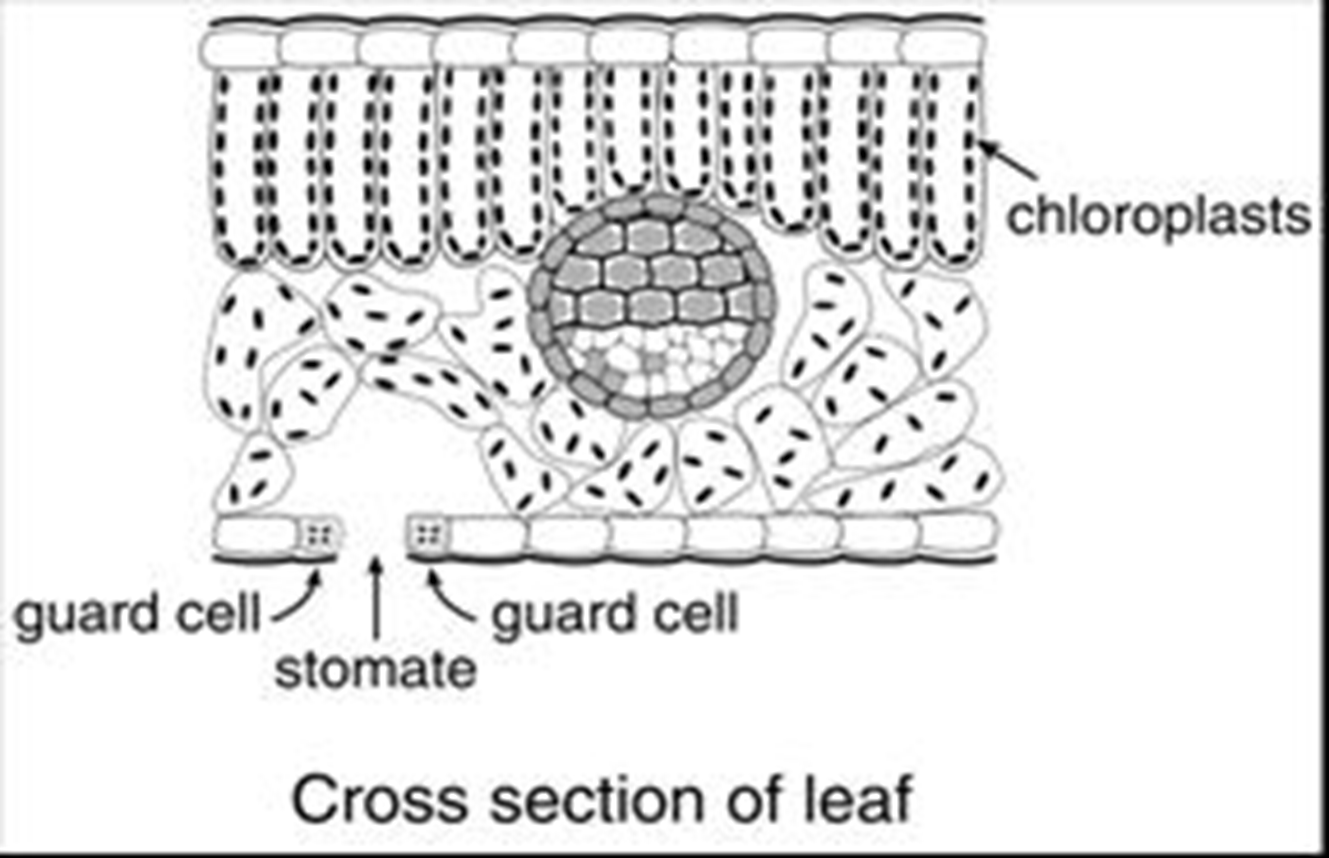 chloroplasts
guard cell
guard cell
stomate
Cross section of leaf